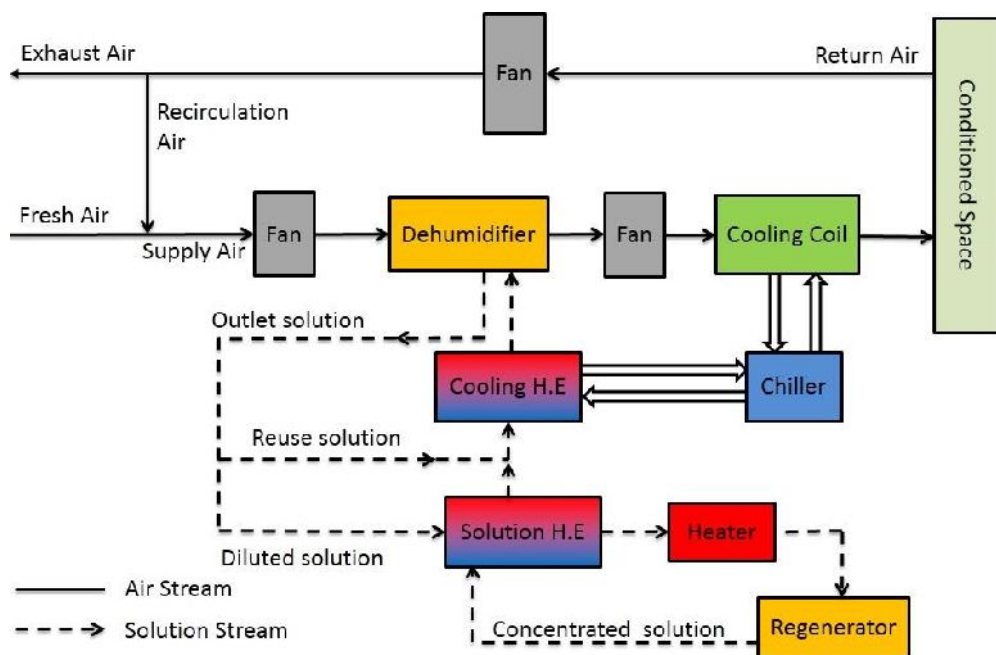 Exhaust Air
Fan
Return Air
Conditioned Space
Recirculation
Air
Fresh Air
Supply Air
Fan
Dehumidifier
Fan
Cooling Coil
Outlet solution
Cooling H.E
Chiller
Reuse solution
Solution H.E
Heater
Diluted solution
Air Stream
Solution Stream
Concentrated solution
Regenerator